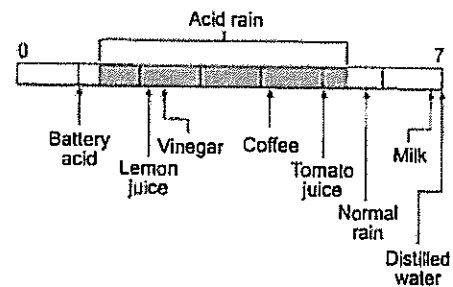 Acid rain
0
7
Battery
acid
Lemon
juice
Vinegar
Coffee
Tomato
juice
Normal
rain
Milk
Distilled
water